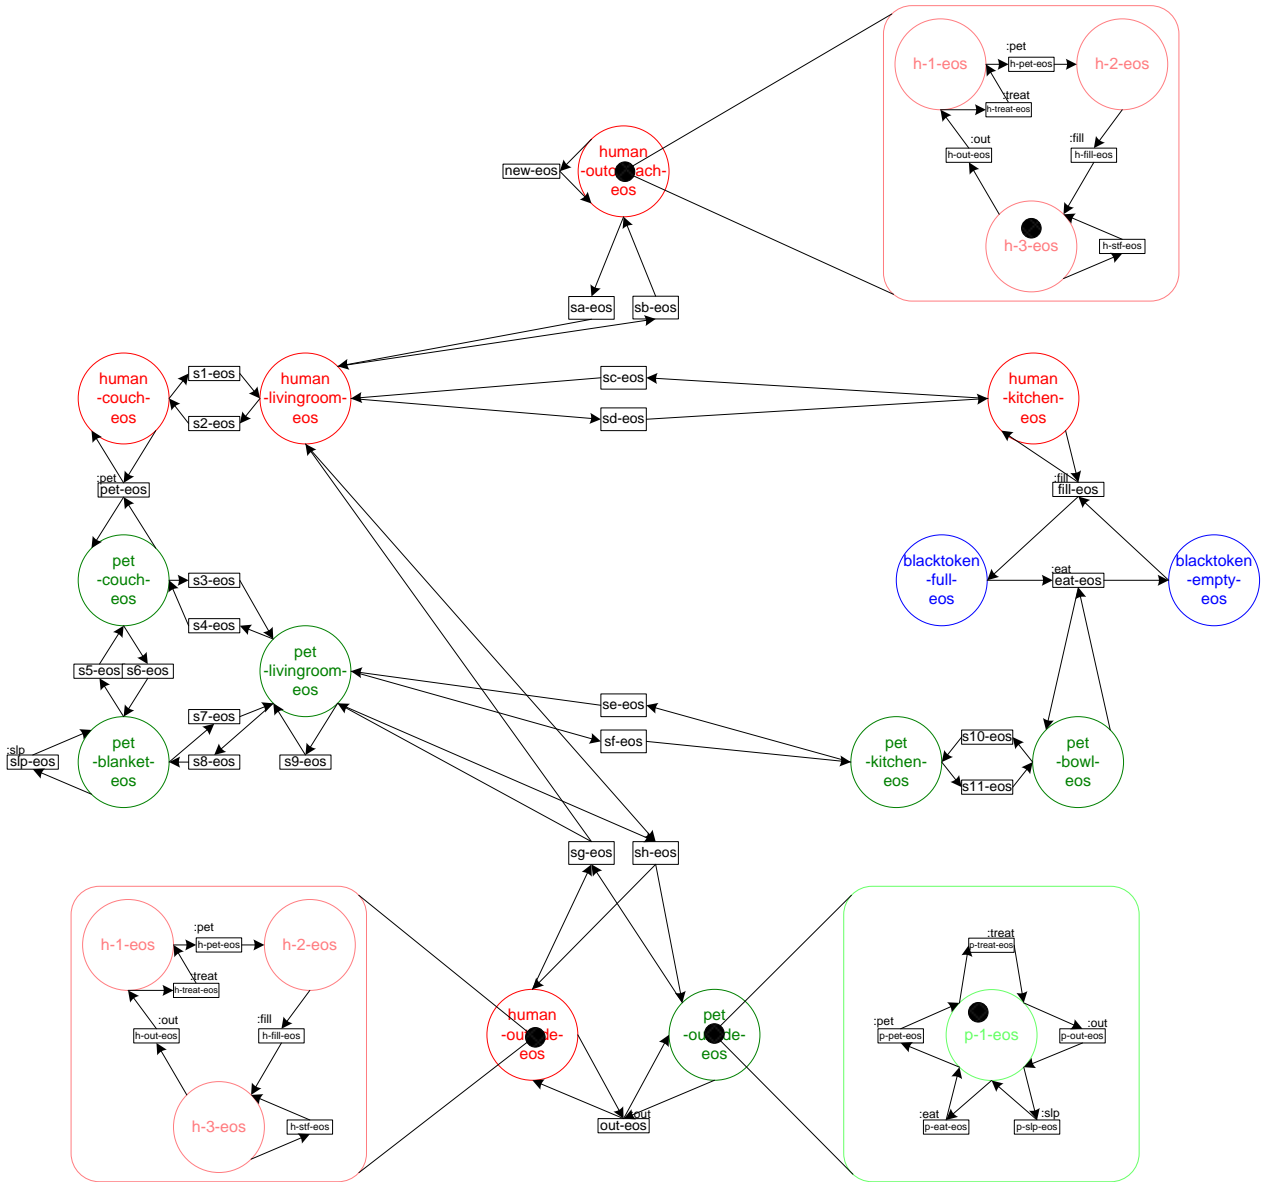 :pet
h-1-eos
h-pet-eos
h-2-eos
:treat
h-treat-eos
:out
:fill
h-out-eos
h-fill-eos
h-3-eos
h-stf-eos
new-eos
human
eos
sa-eos
sb-eos
human
-couch-
eos
s1-eos
s2-eos
human
-livingroom-
eos
sc-eos
sd-eos
human
-kitchen-
eos
:pet
pet-eos
:fill
fill-eos
pet
-couch-
eos
s3-eos
s4-eos
blacktoken
-full-
eos
:eat
eat-eos
blacktoken
-empty-
eos
pet
-livingroom-
eos
s5-eos
s6-eos
s7-eos
s8-eos
s9-eos
:slp
slp-eos
pet
-blanket-
eos
se-eos
sf-eos
pet
-kitchen-
eos
s10-eos
s11-eos
pet
-bowl-
eos
sg-eos
sh-eos
:pet
h-1-eos
h-pet-eos
h-2-eos
:treat
h-treat-eos
:out
:fill
h-out-eos
h-fill-eos
h-3-eos
h-stf-eos
human
eos
pet
eos
:out
out-eos
:treat
p-treat-eos
:pet
p-pet-eos
p-1-eos
:out
p-out-eos
:eat
p-eat-eos
:slp
p-slp-eos